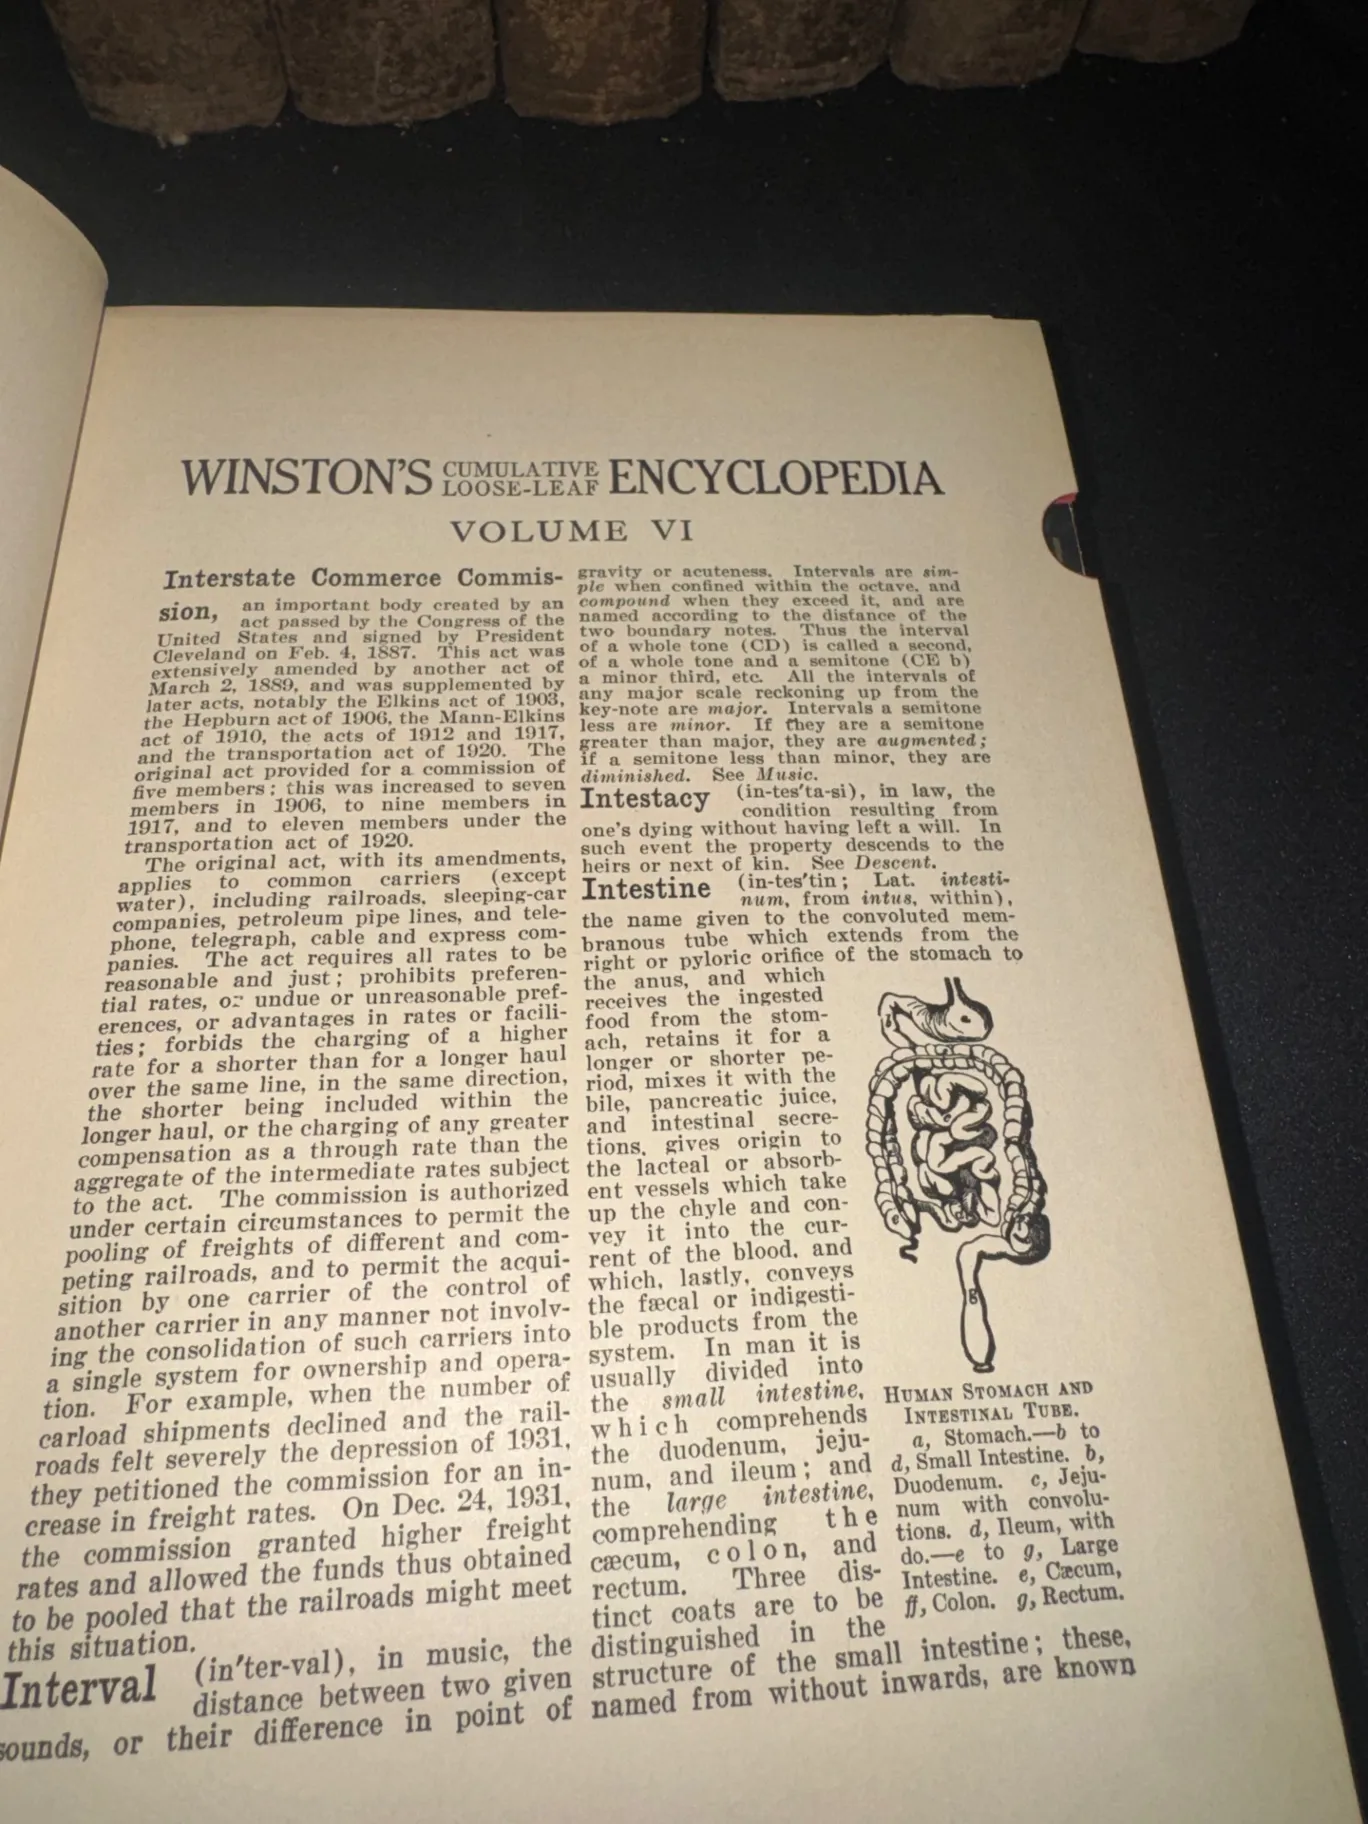 WINSTON'S CUMULATIVE LOOSE-LEAF ENCYCLOPEDIA
VOLUME VI
Interstate Commerce Commis-
sion, an important body created by an
act passed by the Congress of the
United States and signed by President
Cleveland on Feb. 4, 1887. This act was
extensively amended by another act of
March 2, 1889, and was supplemented by
later acts, notably the Elkins act of 1903,
the Hepburn act of 1906, the Mann-Elkins
act of 1910, the acts of 1912 and 1917,
and the transportation act of 1920. The
original act provided for a commission of
five members; this was increased to seven
members in 1906, to nine members in
1917, and to eleven members under the
transportation act of 1920.
The original act, with its amendments,
applies to common carriers (except
water), including railroads, sleeping-car
companies, petroleum pipe lines, and tele-
phone, telegraph, cable and express com-
panies. The act requires all rates to be
reasonable and just; prohibits preferen-
tial rates, or undue or unreasonable pref-
erences, or advantages in rates or facili-
ties; forbids the charging of a higher
rate for a shorter than for a longer haul
over the same line, in the same direction,
the shorter being included within the
longer haul, or the charging of any greater
compensation as a through rate than the
aggregate of the intermediate rates subject
to the act. The commission is authorized
under certain circumstances to permit the
pooling of freights of different and com-
peting railroads, and to permit the acqui-
sition by one carrier of the control of
another carrier in any manner not involv-
ing the consolidation of such carriers into
a single system for ownership and opera-
tion. For example, when the number of
carload shipments declined and the rail-
roads felt severely the depression of 1931,
they petitioned the commission for an in-
crease in freight rates. On Dec. 24, 1931,
the commission granted higher freight
rates and allowed the funds thus obtained
to be pooled that the railroads might meet
this situation.
Interval (in'ter-val), in music, the
distance between two given
sounds, or their difference in point of
gravity or acuteness. Intervals are sim-
ple when confined within the octave, and
compound when they exceed it, and are
named according to the distance of the
two boundary notes. Thus the interval
of a whole tone (CD) is called a second,
of a whole tone and a semitone (CE b)
a minor third, etc. All the intervals of
any major scale reckoning up from the
key-note are major. Intervals a semitone
less are minor. If they are a semitone
greater than major, they are augmented;
if a semitone less than minor, they are
diminished. See Music.
Intestacy (in-tes'ta-si), in law, the
condition resulting from
one's dying without having left a will. In
such event the property descends to the
heirs or next of kin. See Descent.
Intestine (in-tes'tin; Lat. intesti-
num, from intus, within),
the name given to the convoluted mem-
branous tube which extends from the
right or pyloric orifice of the stomach to
the anus, and which
receives the ingested
food from the stom-
ach, retains it for a
longer or shorter pe-
riod, mixes it with the
bile, pancreatic juice,
and intestinal secre-
tions, gives origin to
the lacteal or absorb-
ent vessels which take
up the chyle and con-
vey it into the cur-
rent of the blood, and
which, lastly, conveys
the fæcal or indigesti-
ble products from the
system. In man it is
usually divided into
the small intestine,
which comprehends
the duodenum, jeju-
num, and ileum; and
the large intestine,
comprehending the
cæcum, colon, and
rectum. Three dis-
tinct coats are to be
distinguished in the
structure of the small intestine; these,
named from without inwards, are known
g
HUMAN STOMACH AND
INTESTINAL TUBE.
a, Stomach.—b to
d, Small Intestine. b,
Duodenum. c, Jeju-
num with convolu-
tions. d, Ileum, with
do.—e to g, Large
Intestine. e, Cæcum,
ff, Colon. g, Rectum.